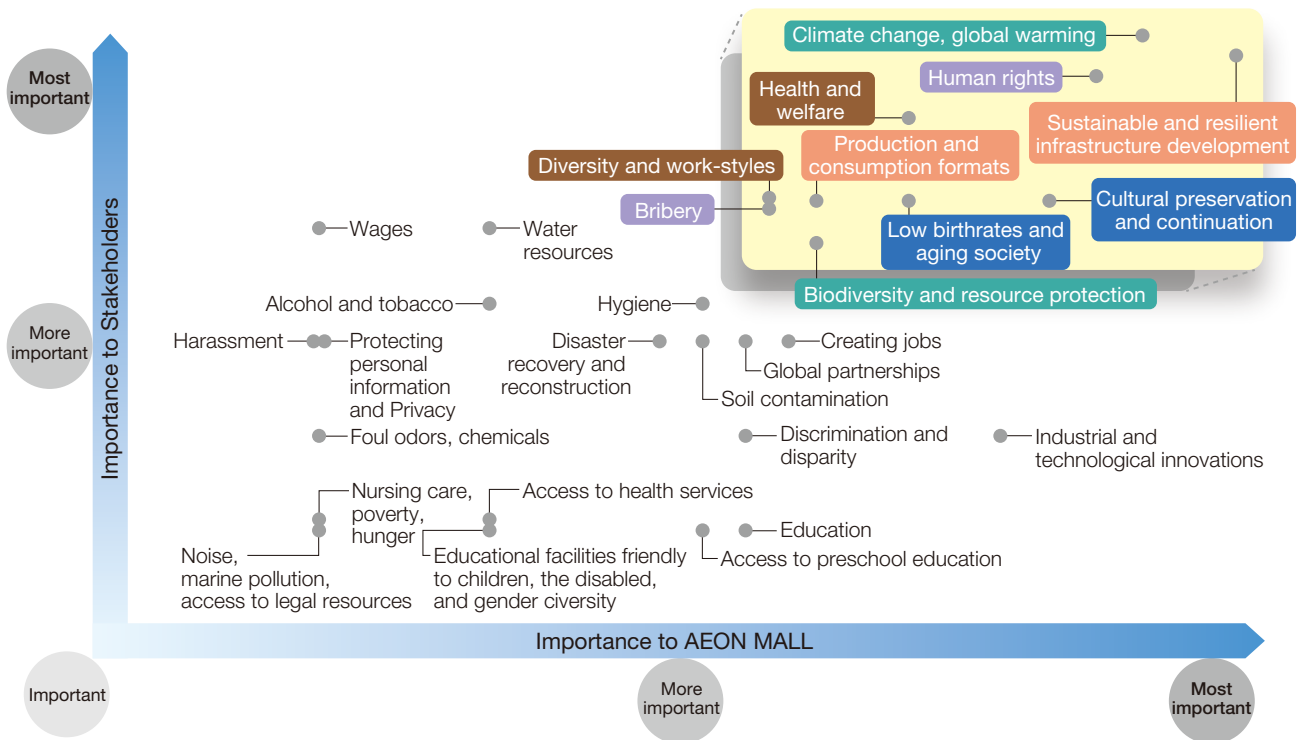 Most
important
Importance to Stakeholders
More
important
Important
Climate change, global warming
Human rights
Health and
welfare
Sustainable and resilient
infrastructure development
Production and
consumption formats
Diversity and work-styles
Bribery
Cultural preservation
and continuation
Low birthrates and
aging society
Biodiversity and resource protection
Wages
Water
resources
Alcohol and tobacco
Hygiene
Harassment
Protecting
personal
information
and Privacy
Disaster
recovery and
reconstruction
Creating jobs
Global partnerships
Soil contamination
Foul odors, chemicals
Discrimination and
disparity
Industrial and
technological innovations
Nursing care,
poverty,
hunger
Access to health services
Noise,
marine pollution,
access to legal resources
Educational facilities friendly
to children, the disabled,
and gender civersity
Education
Access to preschool education
Importance to AEON MALL
More
important
Most
important